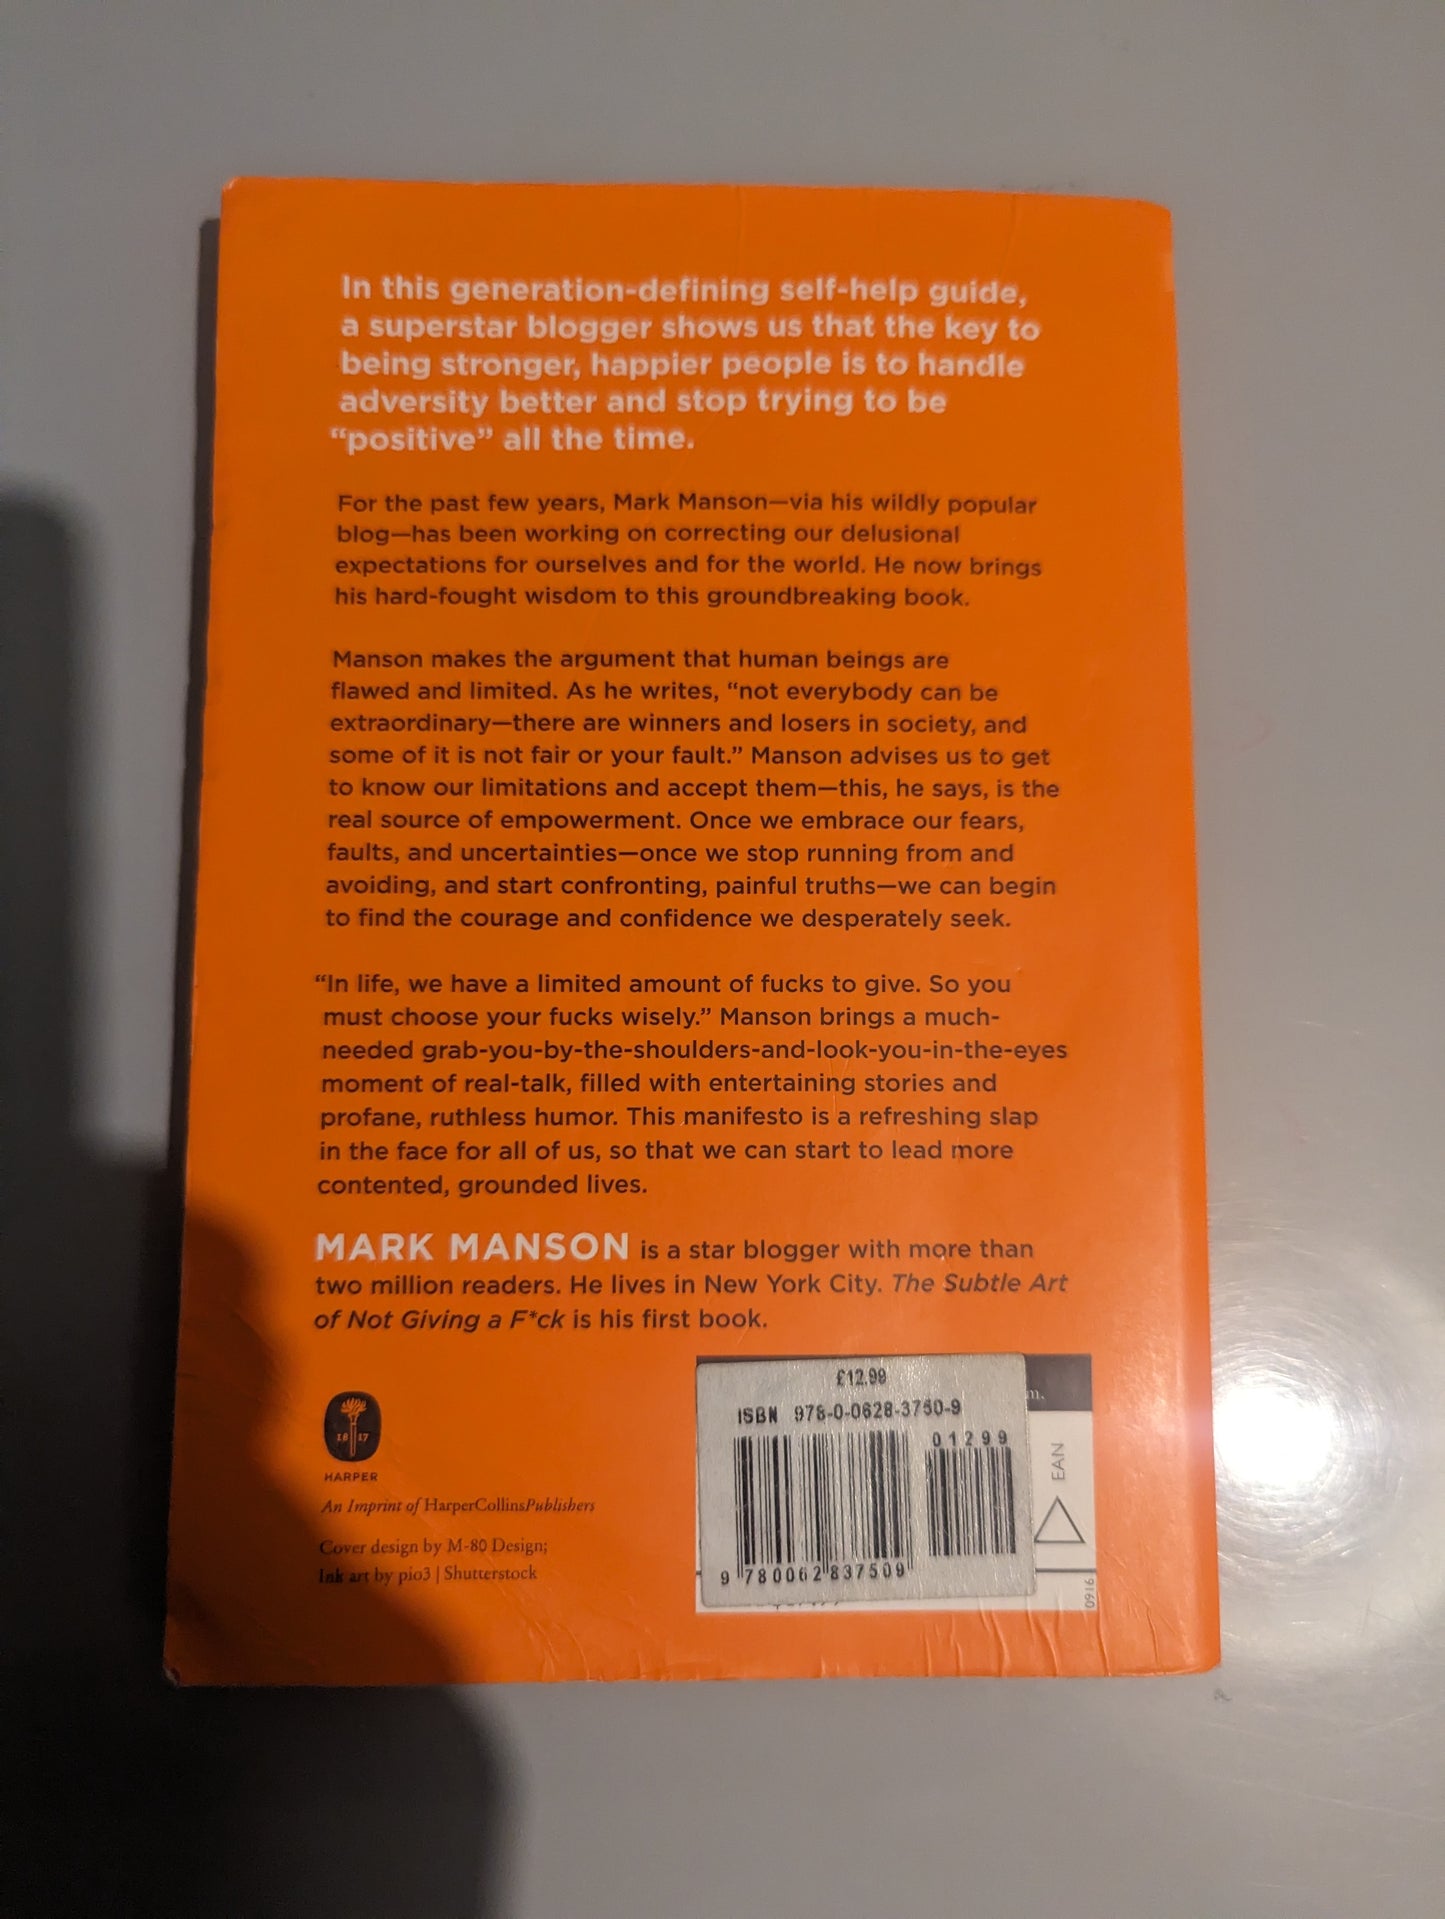 In this generation-defining self-help guide,
a superstar blogger shows us that the key to
being stronger, happier people is to handle
adversity better and stop trying to be
“positive” all the time.
For the past few years, Mark Manson—via his wildly popular
blog—has been working on correcting our delusional
expectations for ourselves and for the world. He now brings
his hard-fought wisdom to this groundbreaking book.
Manson makes the argument that human beings are
flawed and limited. As he writes, “not everybody can be
extraordinary—there are winners and losers in society, and
some of it is not fair or your fault.” Manson advises us to get
to know our limitations and accept them—this, he says, is the
real source of empowerment. Once we embrace our fears,
faults, and uncertainties—once we stop running from and
avoiding, and start confronting, painful truths—we can begin
to find the courage and confidence we desperately seek.
“In life, we have a limited amount of fucks to give. So you
must choose your fucks wisely.” Manson brings a much-
needed grab-you-by-the-shoulders-and-look-you-in-the-eyes
moment of real-talk, filled with entertaining stories and
profane, ruthless humor. This manifesto is a refreshing slap
in the face for all of us, so that we can start to lead more
contented, grounded lives.
MARK MANSON is a star blogger with more than
two million readers. He lives in New York City. The Subtle Art
of Not Giving a F*ck is his first book.
18 17
HARPER
An Imprint of HarperCollinsPublishers
Cover design by M-80 Design;
Ink art by pio3 | Shutterstock
£12.99
m.
ISBN 978-0-0628-3750-9
01299
EAN
9 780062 837509
0916